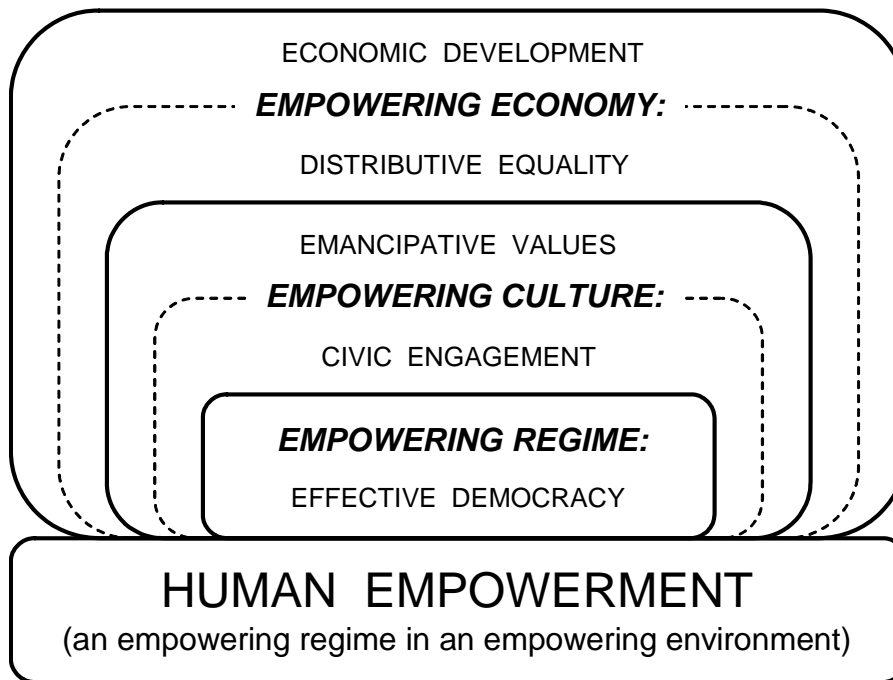 ECONOMIC DEVELOPMENT
EMPOWERING ECONOMY:
DISTRIBUTIVE EQUALITY
EMANCIPATIVE VALUES
EMPOWERING CULTURE:
CIVIC ENGAGEMENT
EMPOWERING REGIME:
EFFECTIVE DEMOCRACY
HUMAN EMPOWERMENT
(an empowering regime in an empowering environment)